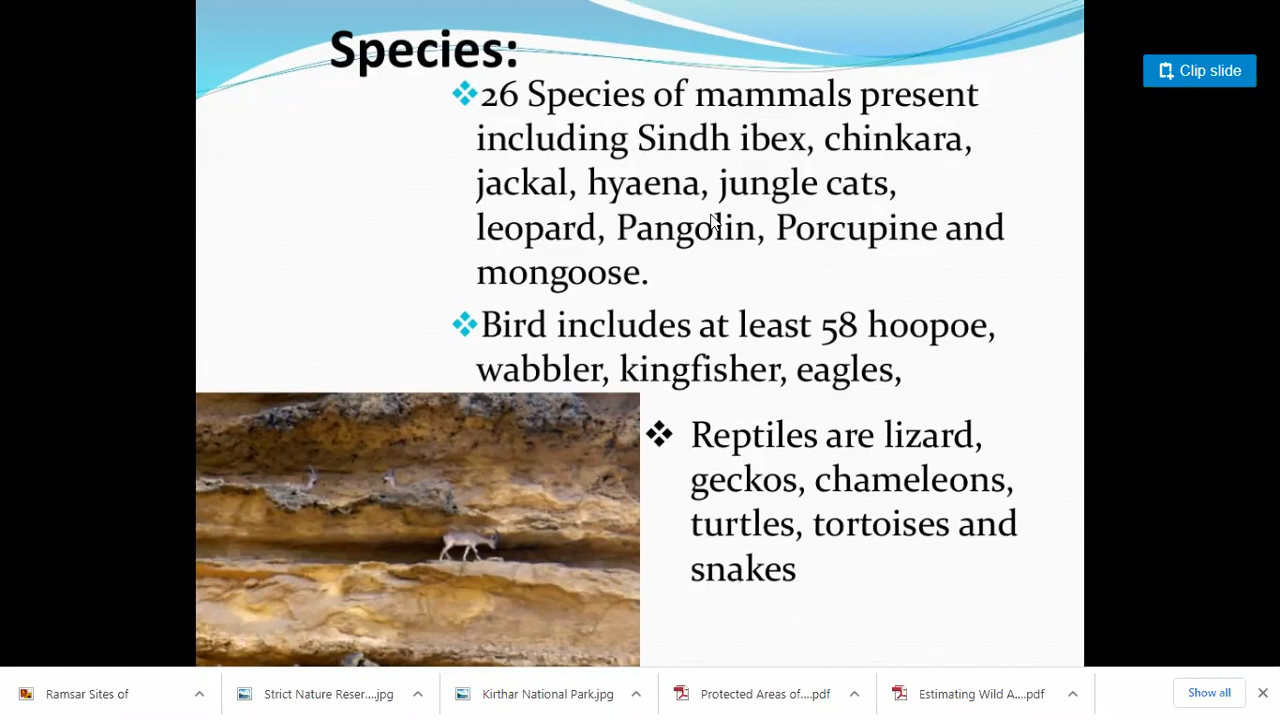 Species:
Clip slide
26 Species of mammals present
including Sindh ibex, chinkara,
jackal, hyaena, jungle cats,
leopard, Pangolin, Porcupine and
mongoose.
Bird includes at least 58 hoopoe,
wabbler, kingfisher, eagles,
Reptiles are lizard,
geckos, chameleons,
turtles, tortoises and
snakes
Ramsar Sites of
Strict Nature Reser....jpg
Kirthar National Park.jpg
Protected Areas of....pdf
Estimating Wild A....pdf
Show all